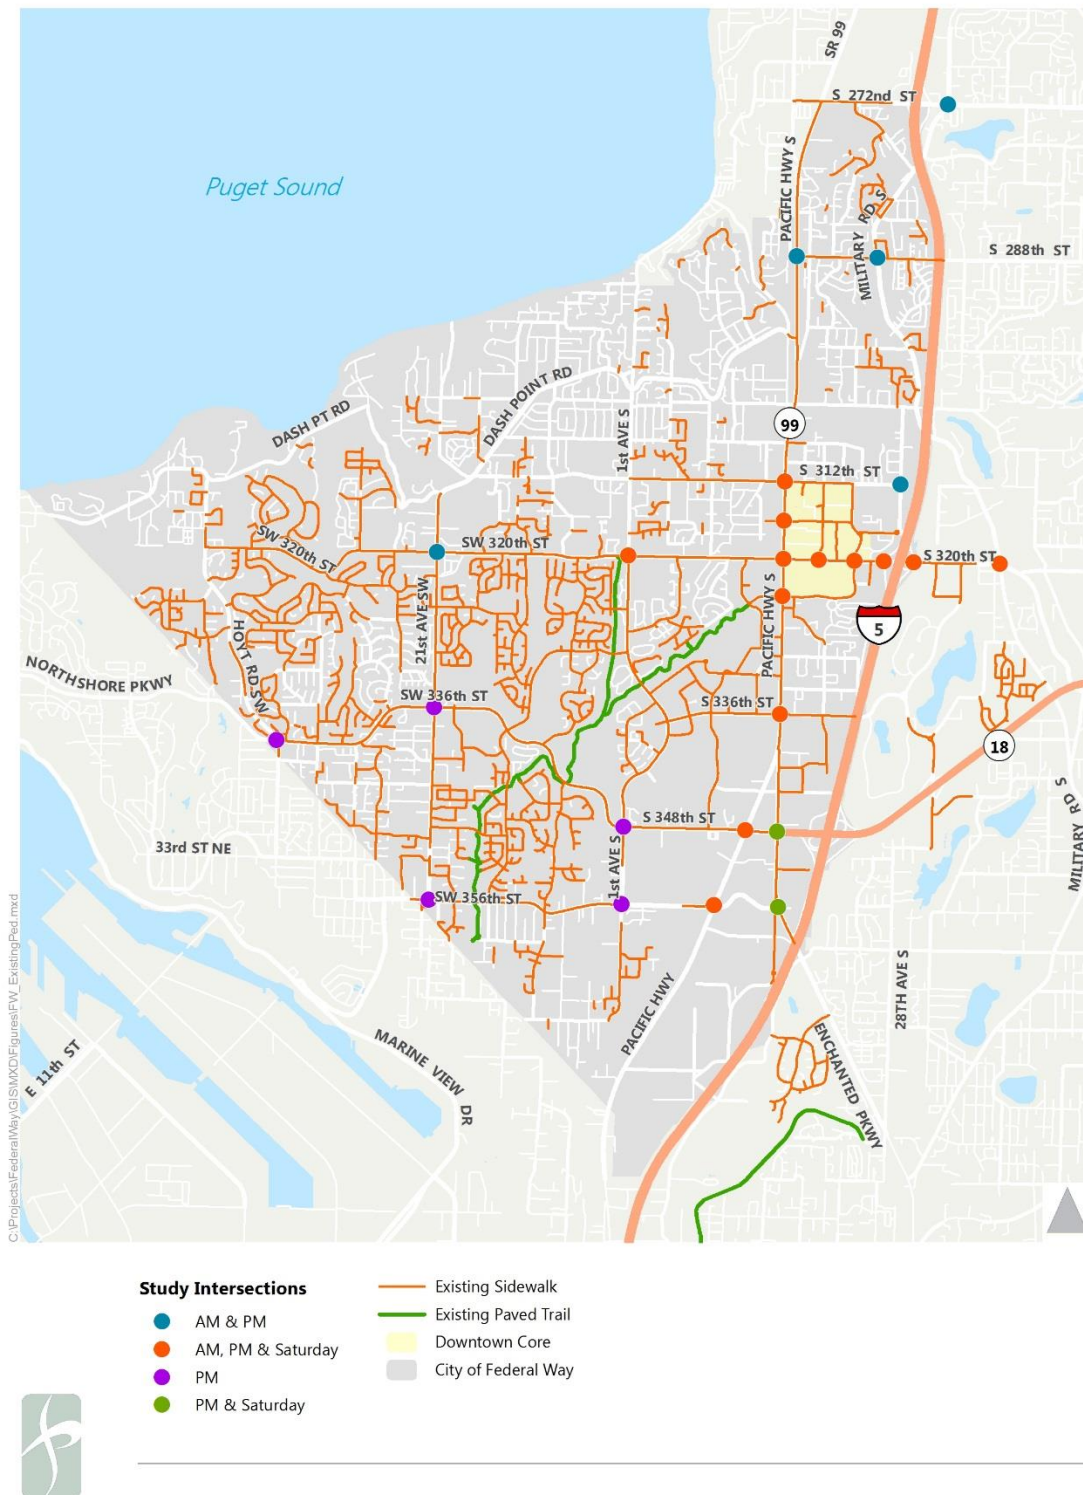 SR 99
S 272nd ST
PACIFIC HWY S
Puget Sound
MILITARY RD S
S 288th ST
DASH POINT RD
DASH PT RD
1st AVE S
99
S 312th ST
SW 320th ST
SW 320th ST
S 320th ST
21st AVE SW
PACIFIC HWY S
5
HOYT RD SW
NORTHSHORE PKWY
SW 336th ST
S 336th ST
18
MILITARY RD S
S 348th ST
33rd ST NE
1st AVE S
SW 356th ST
28TH AVE S
PACIFIC HWY
ENCHANTED PKWY
MARINE VIEW DR
E 11th ST
C:\Projects\FederalWay\GIS\MXD\Figures\FW_ExistingPed.mxd
Study Intersections
AM & PM
AM, PM & Saturday
PM
PM & Saturday
Existing Sidewalk
Existing Paved Trail
Downtown Core
City of Federal Way